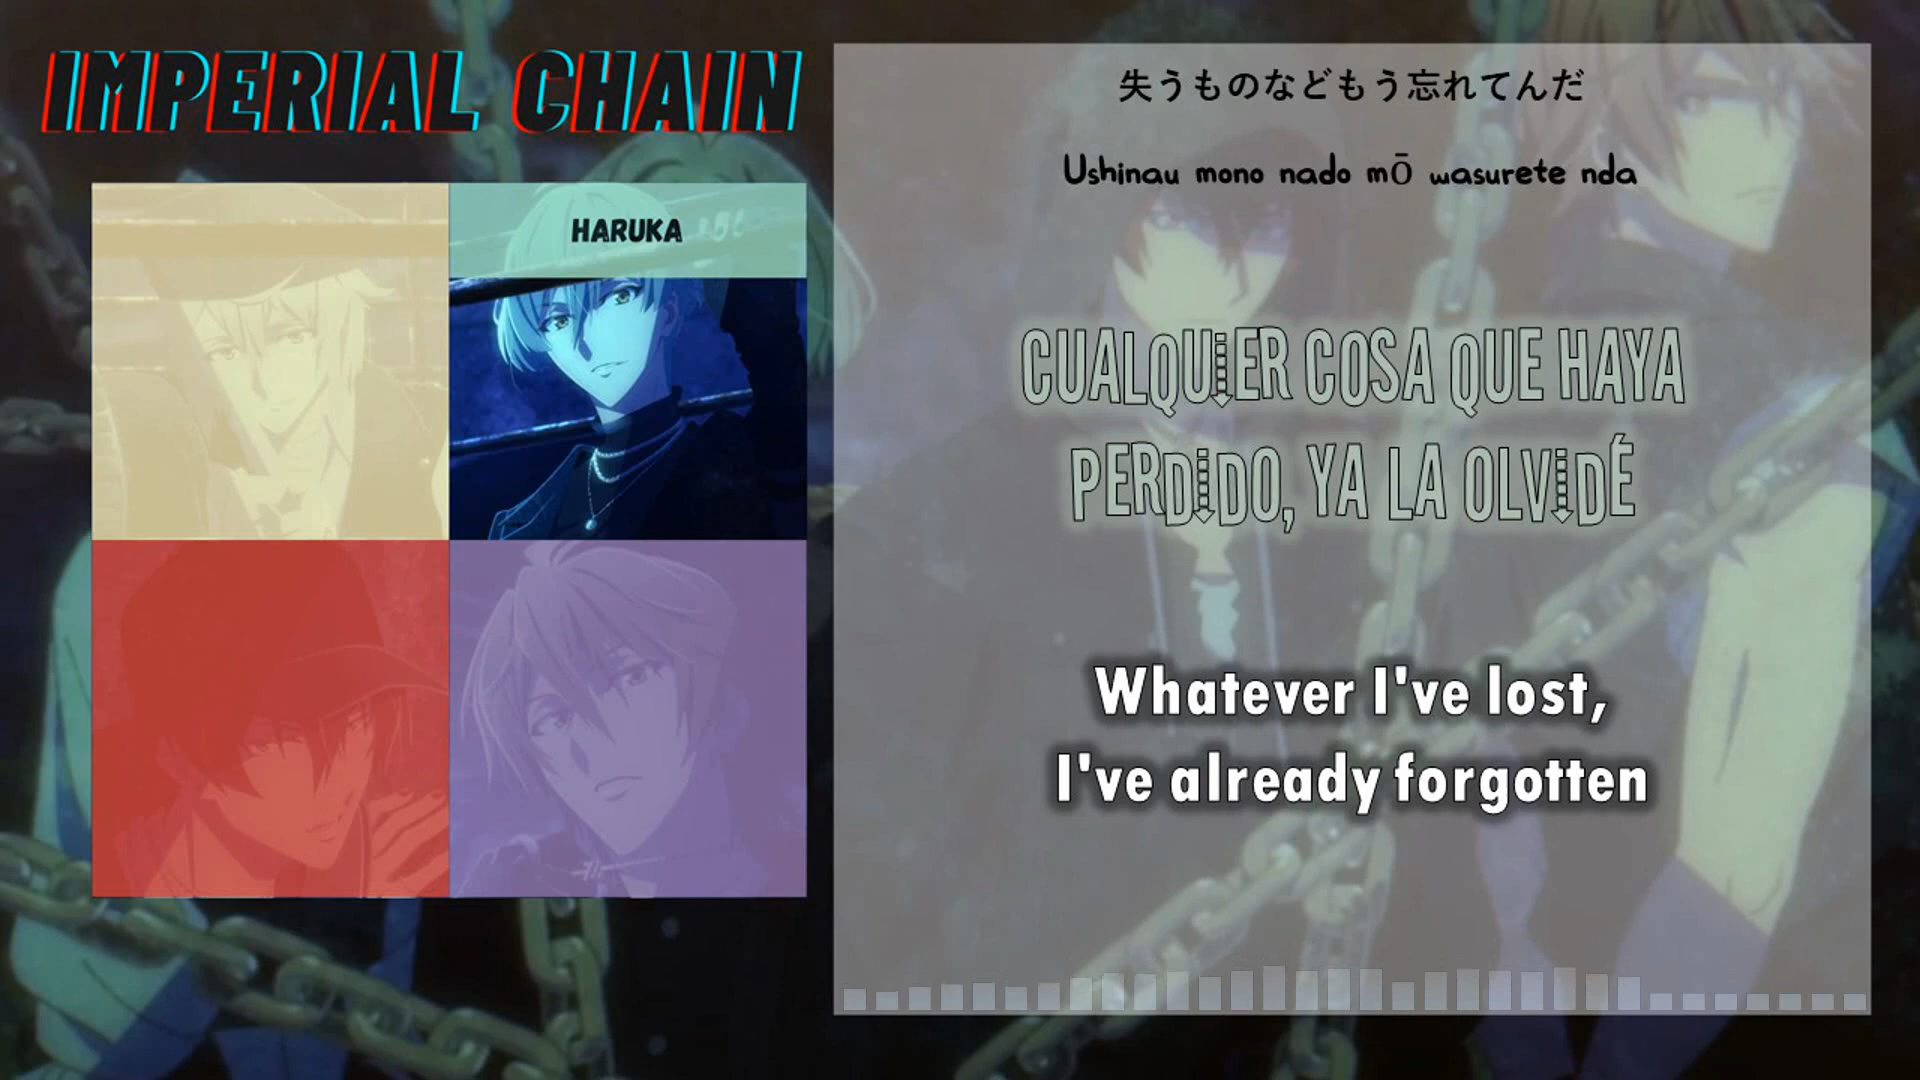 IMPERIAL CHAIN
HARUKA
失うものなどもう忘れてんだ
Ushinau mono nado mō wasurete nda
CUALQUiER COSA QUE HAYA
PERDiDO, YA LA OLViDÉ
Whatever I've lost,
I've already forgotten